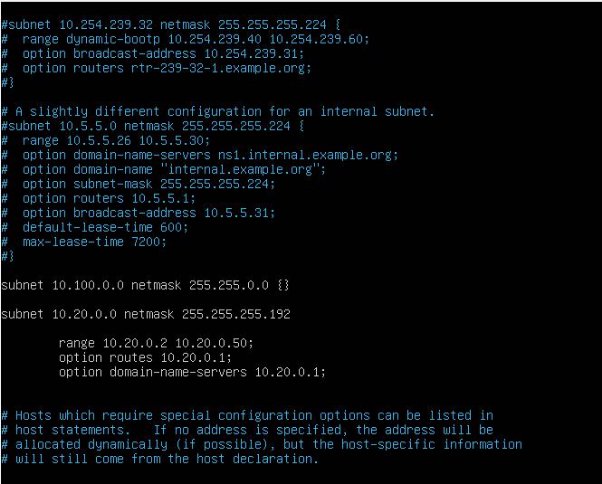 #subnet 10.254.239.32 netmask 255.255.255.224 {
#  range dynamic-bootp 10.254.239.40 10.254.239.60;
#  option broadcast-address 10.254.239.31;
#  option routers rtr-239-32-1.example.org;
#}
# A slightly different configuration for an internal subnet.
#subnet 10.5.5.0 netmask 255.255.255.224 {
#  range 10.5.5.26 10.5.5.30;
#  option domain-name-servers ns1.internal.example.org;
#  option domain-name "internal.example.org";
#  option subnet-mask 255.255.255.224;
#  option routers 10.5.5.1;
#  option broadcast-address 10.5.5.31;
#  default-lease-time 600;
#  max-lease-time 7200;
#}
subnet 10.100.0.0 netmask 255.255.0.0 {}
subnet 10.20.0.0 netmask 255.255.255.192
range 10.20.0.2 10.20.0.50;
option routes 10.20.0.1;
option domain-name-servers 10.20.0.1;
# Hosts which require special configuration options can be listed in
# host statements.   If no address is specified, the address will be
# allocated dynamically (if possible), but the host-specific information
# will still come from the host declaration.